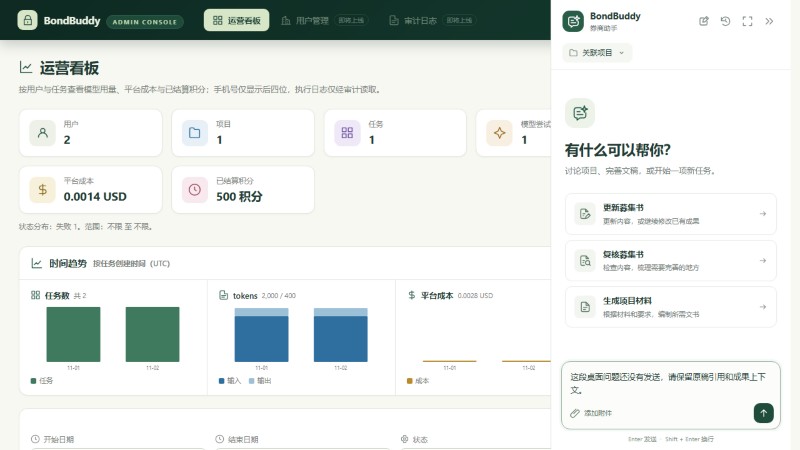 BondBuddy ADMIN CONSOLE
运营看板
用户管理 即将上线
审计日志 即将上线
运营看板
按用户与任务查看模型用量、平台成本与已结算积分；手机号仅显示后四位，执行日志仅经审计读取。
用户
2
项目
1
任务
1
模型尝试
1
平台成本
0.0014 USD
已结算积分
500 积分
状态分布：失败 1。范围：不限 至 不限。
时间趋势 按任务创建时间（UTC）
任务数 共 2
11-01 11-02
任务
tokens 2,000 / 400
11-01 11-02
输入 输出
平台成本 0.0028 USD
11-01 11-02
成本
开始日期
结束日期
状态
BondBuddy
券商助手
关联项目
有什么可以帮你？
讨论项目、完善文稿，或开始一项新任务。
更新募集书
更新内容，或继续修改已有成果
复核募集书
检查内容，梳理需要完善的地方
生成项目材料
根据材料和要求，编制所需文书
这段桌面问题还没有发送，请保留原稿引用和成果上下
文。
添加附件
Enter 发送 · Shift + Enter 换行